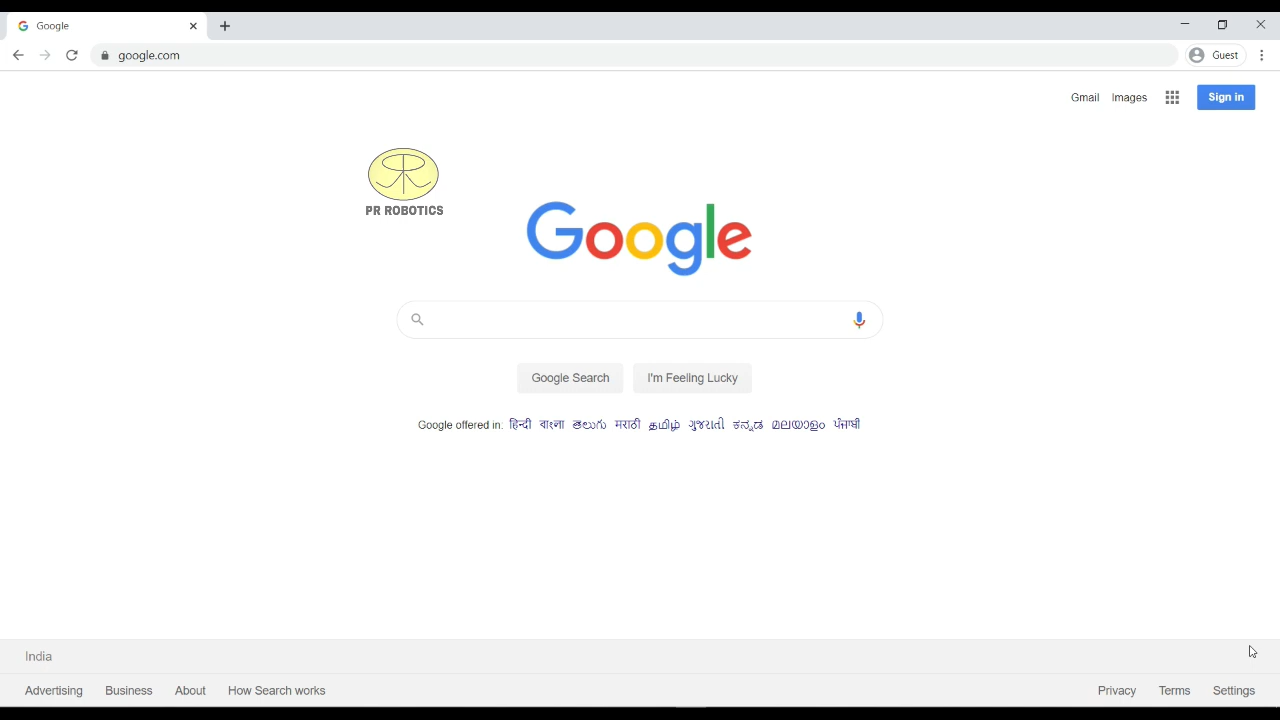 Google
google.com
Guest
Gmail Images
Sign in
PR ROBOTICS
Google
Google Search
I'm Feeling Lucky
Google offered in: हिन्दी বাংলা తెలుగు मराठी தமிழ் ગુજરાતી ಕನ್ನಡ മലയാളം ਪੰਜਾਬੀ
India
Advertising Business About How Search works
Privacy Terms Settings